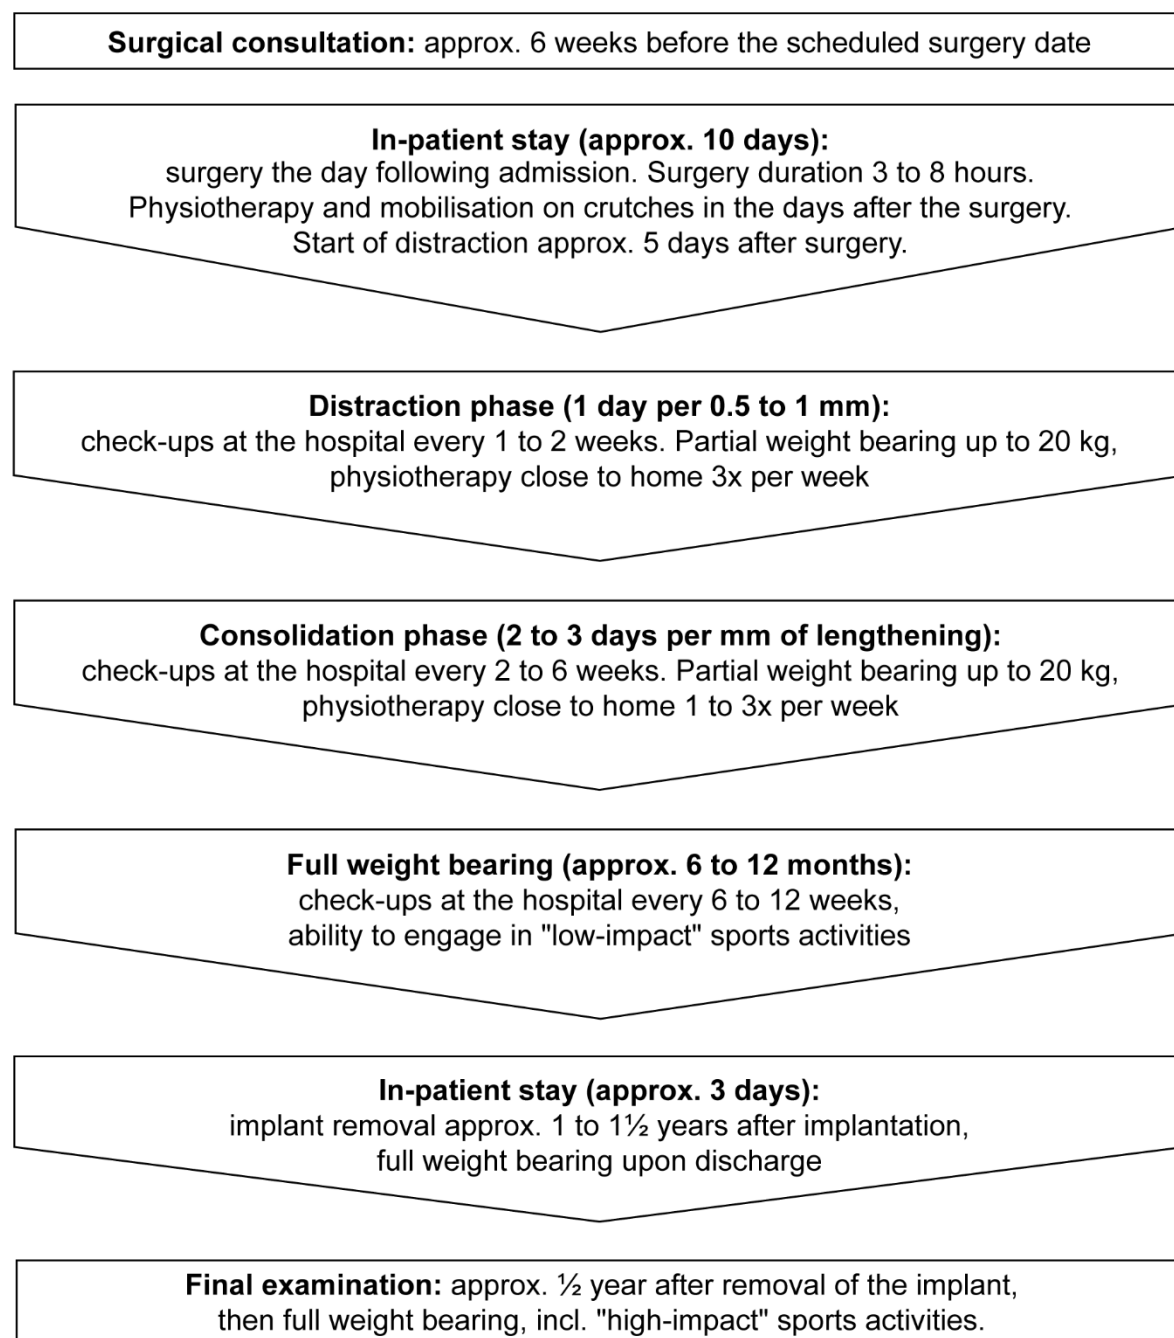 Surgical consultation: approx. 6 weeks before the scheduled surgery date
In-patient stay (approx. 10 days):
surgery the day following admission. Surgery duration 3 to 8 hours.
Physiotherapy and mobilisation on crutches in the days after the surgery.
Start of distraction approx. 5 days after surgery.
Distraction phase (1 day per 0.5 to 1 mm):
check-ups at the hospital every 1 to 2 weeks. Partial weight bearing up to 20 kg,
physiotherapy close to home 3x per week
Consolidation phase (2 to 3 days per mm of lengthening):
check-ups at the hospital every 2 to 6 weeks. Partial weight bearing up to 20 kg,
physiotherapy close to home 1 to 3x per week
Full weight bearing (approx. 6 to 12 months):
check-ups at the hospital every 6 to 12 weeks,
ability to engage in "low-impact" sports activities
In-patient stay (approx. 3 days):
implant removal approx. 1 to 1½ years after implantation,
full weight bearing upon discharge
Final examination: approx. ½ year after removal of the implant,
then full weight bearing, incl. "high-impact" sports activities.